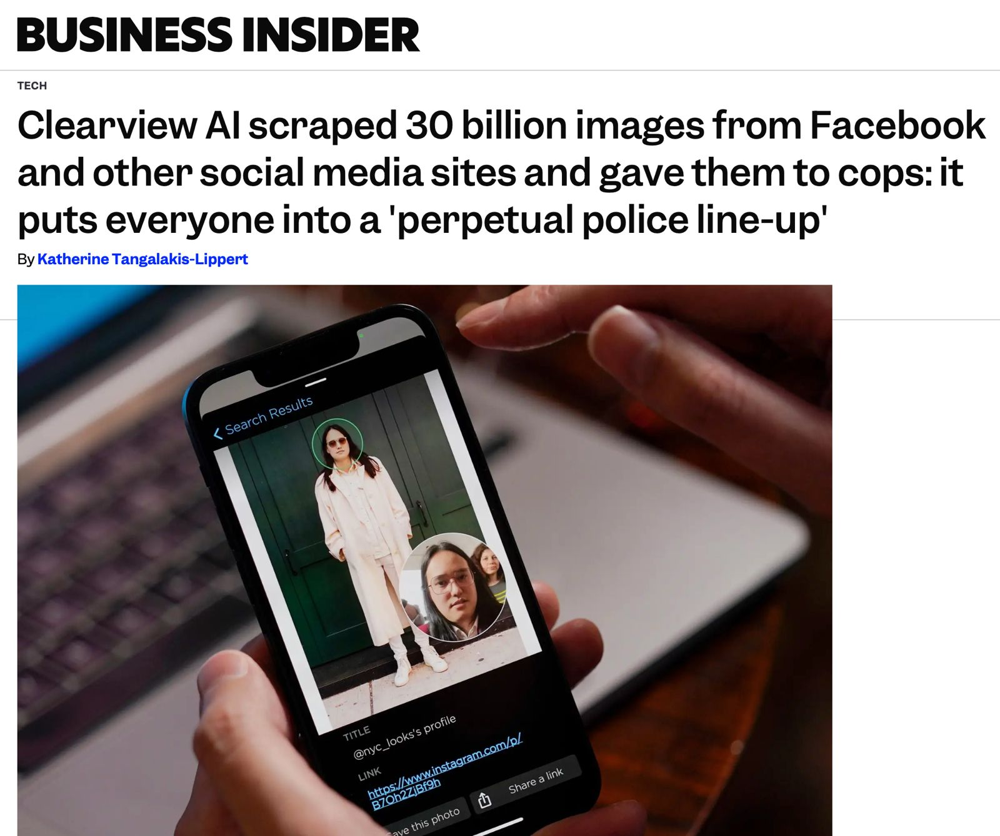 BUSINESS INSIDER
TECH
Clearview AI scraped 30 billion images from Facebook
and other social media sites and gave them to cops: it
puts everyone into a 'perpetual police line-up'
By Katherine Tangalakis-Lippert
Search Results
TITLE
@nyc_looks's profile
LINK
https://www.instagram.com/p/
B7Oh2ZjBf9h
ave this photo
Share a link